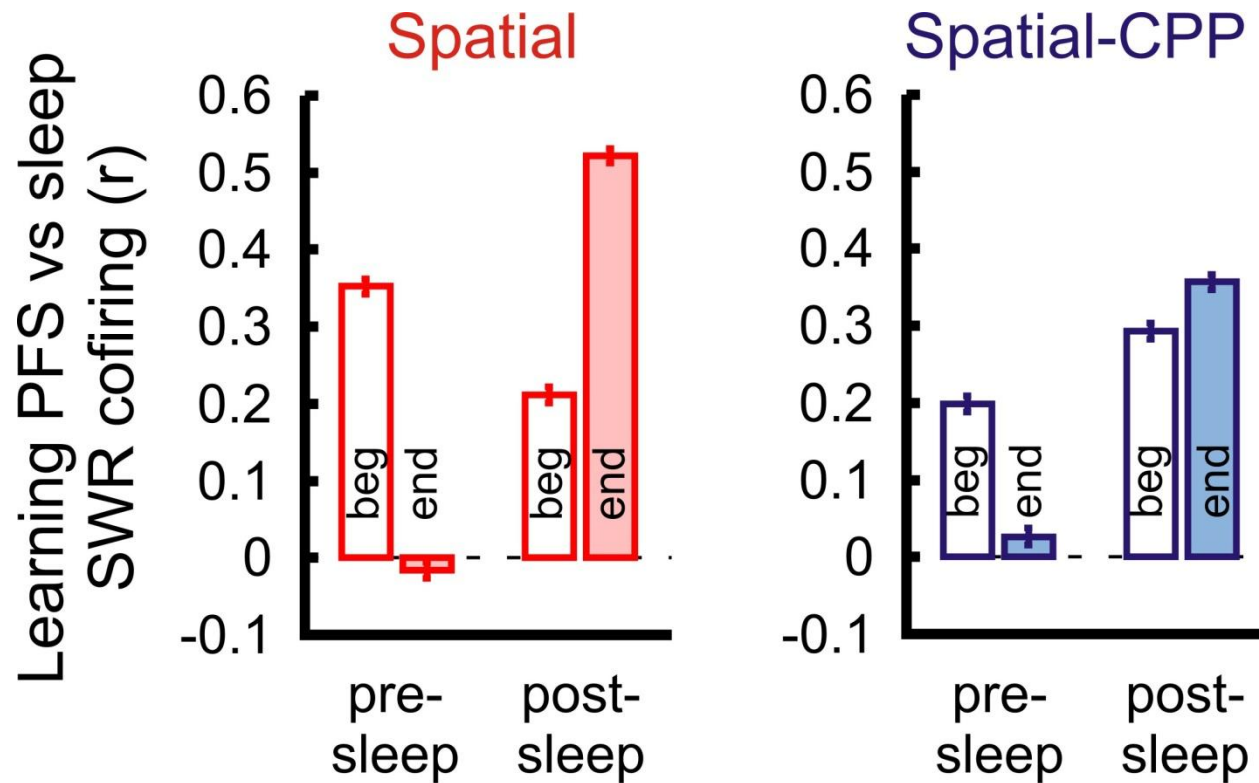 Learning PFS vs sleep
SWR cofiring (r)
Spatial
0.6
0.5
0.4
0.3
0.2
0.1
0
-0.1
beg
end
beg
end
pre-
sleep
post-
sleep
Spatial-CPP
0.6
0.5
0.4
0.3
0.2
0.1
0
-0.1
beg
end
beg
end
pre-
sleep
post-
sleep